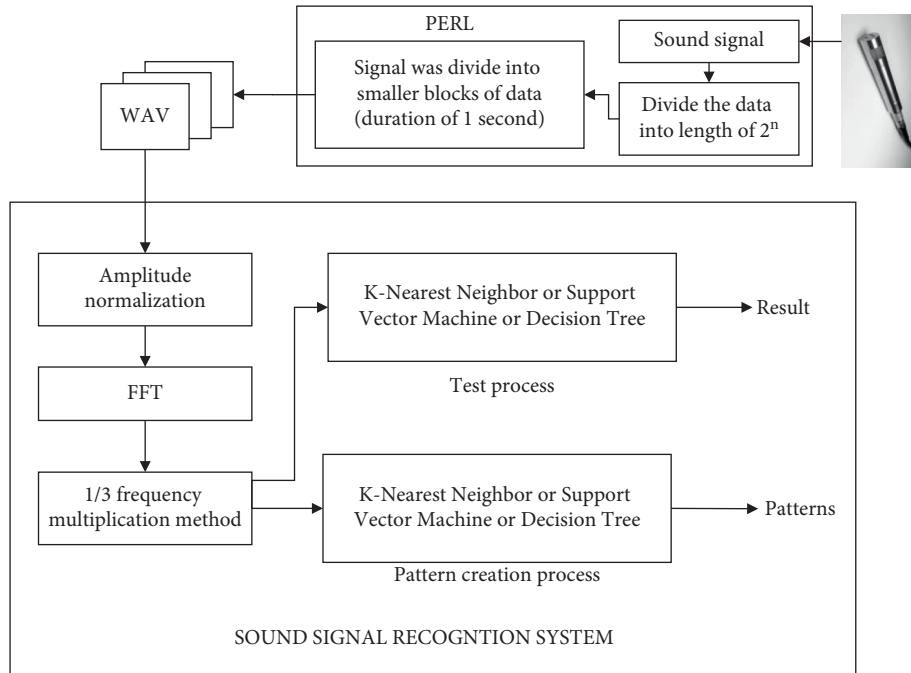 PERL
Sound signal
Divide the data
into length of 2ⁿ
Signal was divide into
smaller blocks of data
(duration of 1 second)
WAV
Amplitude
normalization
FFT
1/3 frequency
multiplication method
K-Nearest Neighbor or Support
Vector Machine or Decision Tree
Test process
Result
K-Nearest Neighbor or Support
Vector Machine or Decision Tree
Pattern creation process
Patterns
SOUND SIGNAL RECOGNTION SYSTEM